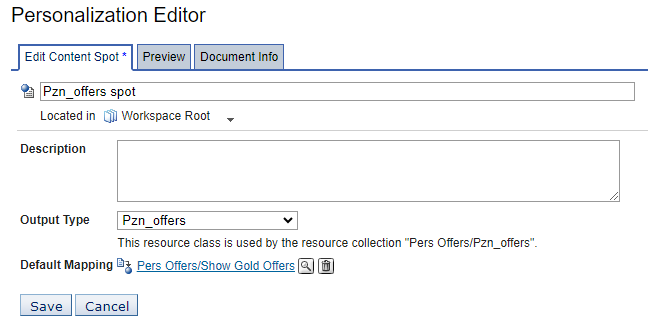 Personalization Editor
Edit Content Spot * Preview Document Info
Pzn_offers spot
Located in Workspace Root
Description
Output Type Pzn_offers
This resource class is used by the resource collection "Pers Offers/Pzn_offers".
Default Mapping Pers Offers/Show Gold Offers
Save Cancel